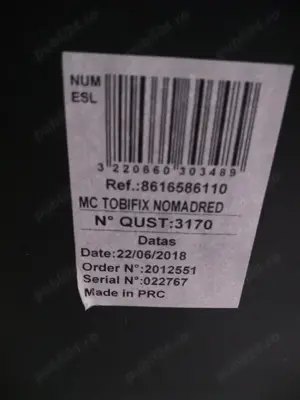 NUM
ESL
3 220660 303489
Ref.:8616586110
MC TOBIFIX NOMADRED
N° QUST:3170
Datas
Date:22/06/2018
Order N°:2012551
Serial N°:022767
Made in PRC